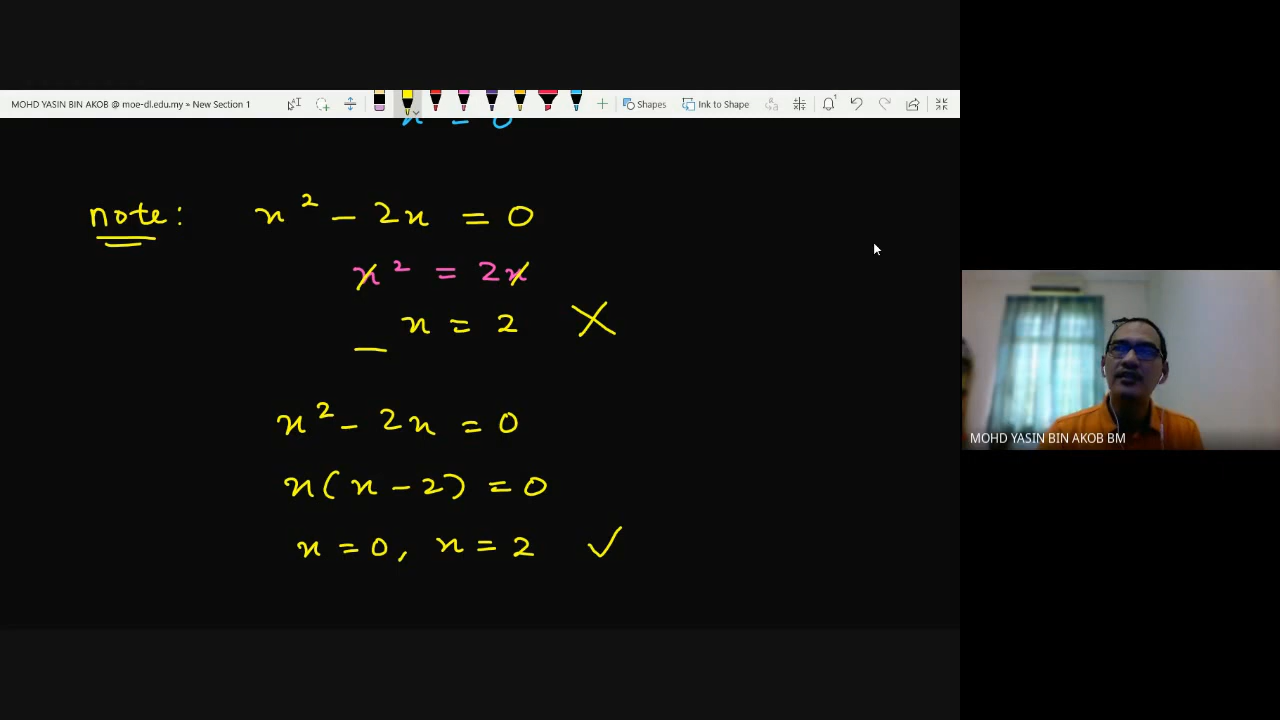 MOHD YASIN BIN AKOB @ moe-dl.edu.my » New Section 1
Shapes
Ink to Shape
x = 0
note: x² - 2x = 0
x² = 2x
x = 2 ×
x² - 2x = 0
x(x - 2) = 0
x = 0, x = 2 ✓
MOHD YASIN BIN AKOB BM